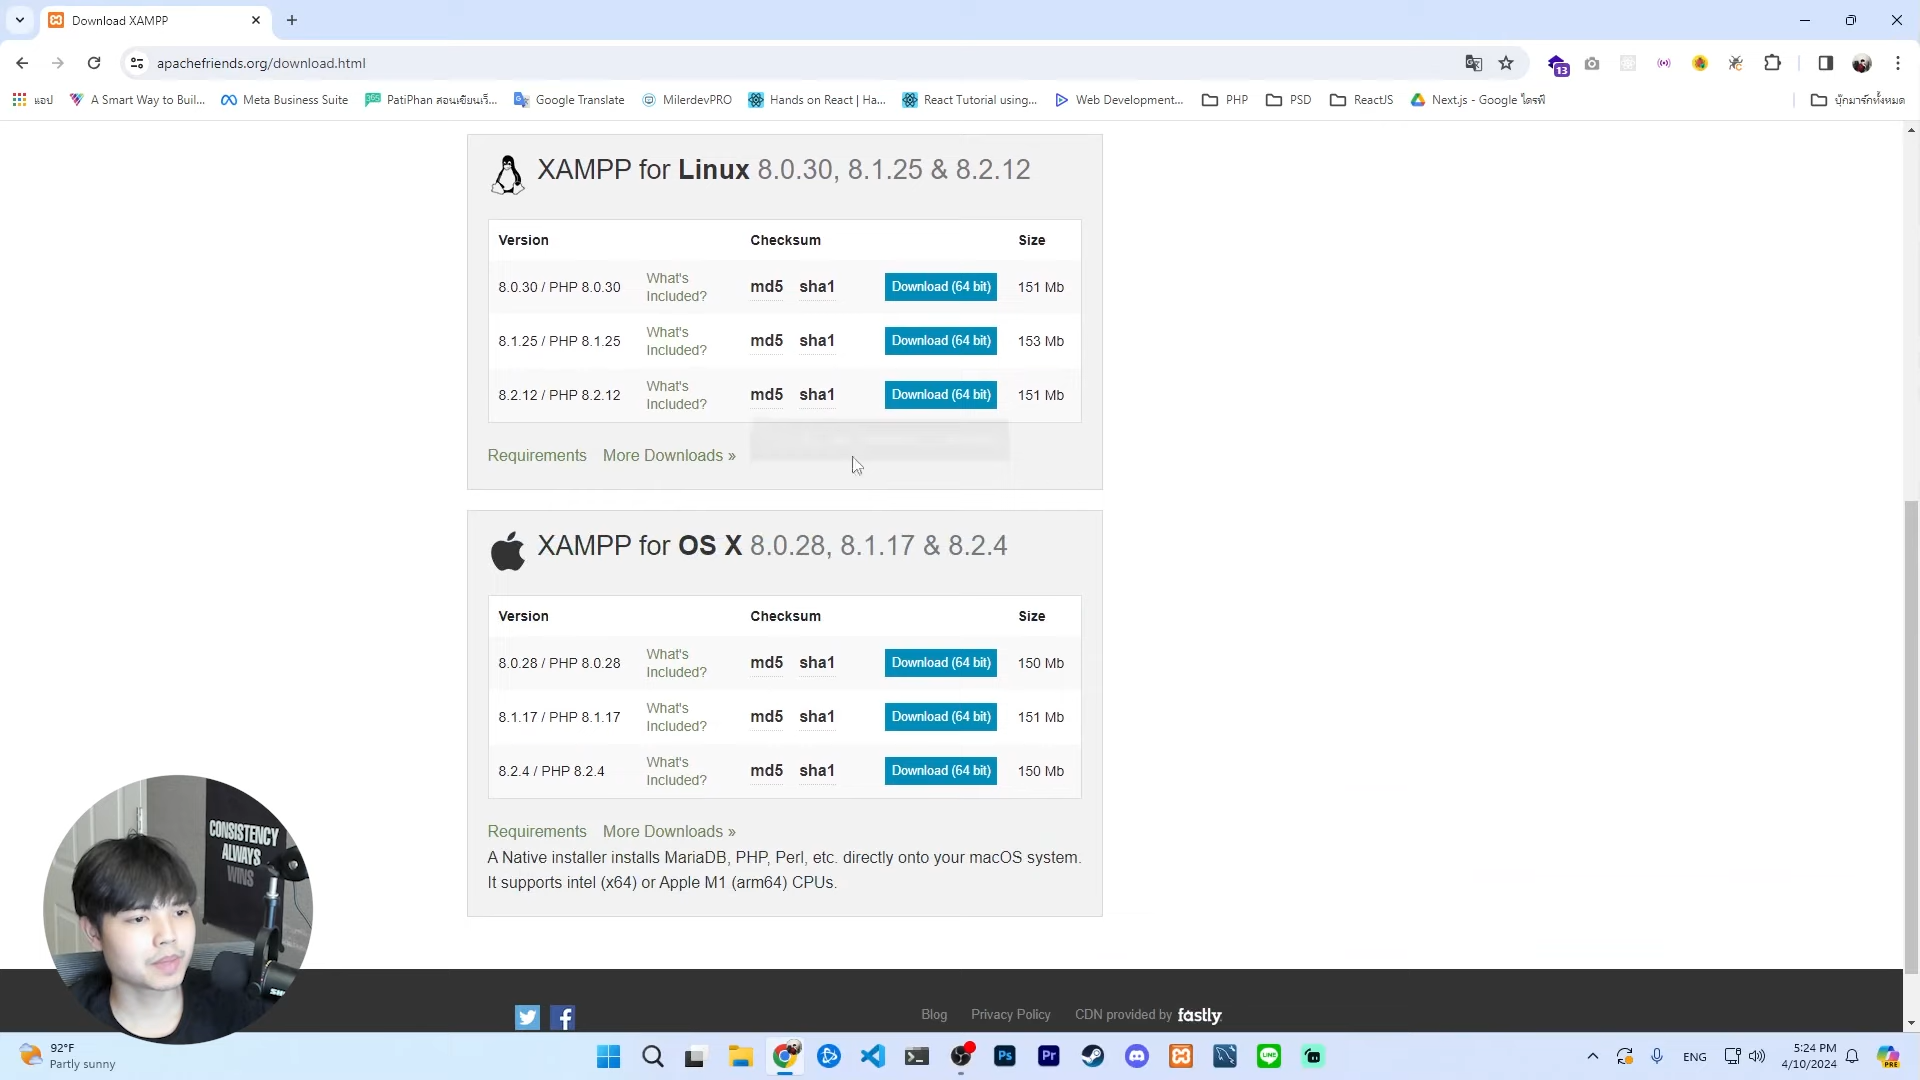 Download XAMPP
apachefriends.org/download.html
13
แอป
A Smart Way to Buil...
Meta Business Suite
PatiPhan สอนเขียนเว็...
Google Translate
MilerdevPRO
Hands on React | Ha...
React Tutorial using...
Web Development...
PHP
PSD
ReactJS
Next.js - Google ไดรฟ์
บุ๊กมาร์กทั้งหมด
XAMPP for Linux 8.0.30, 8.1.25 & 8.2.12
Version Checksum Size
8.0.30 / PHP 8.0.30 What's Included? md5 sha1 Download (64 bit) 151 Mb
8.1.25 / PHP 8.1.25 What's Included? md5 sha1 Download (64 bit) 153 Mb
8.2.12 / PHP 8.2.12 What's Included? md5 sha1 Download (64 bit) 151 Mb
Requirements More Downloads »
XAMPP for OS X 8.0.28, 8.1.17 & 8.2.4
Version Checksum Size
8.0.28 / PHP 8.0.28 What's Included? md5 sha1 Download (64 bit) 150 Mb
8.1.17 / PHP 8.1.17 What's Included? md5 sha1 Download (64 bit) 151 Mb
8.2.4 / PHP 8.2.4 What's Included? md5 sha1 Download (64 bit) 150 Mb
Requirements More Downloads »
A Native installer installs MariaDB, PHP, Perl, etc. directly onto your macOS system.
It supports intel (x64) or Apple M1 (arm64) CPUs.
CONSISTENCY
ALWAYS
WINS
Blog Privacy Policy CDN provided by fastly
92°F
Partly sunny
Ps
Pr
LINE
ENG
5:24 PM
4/10/2024
PRE